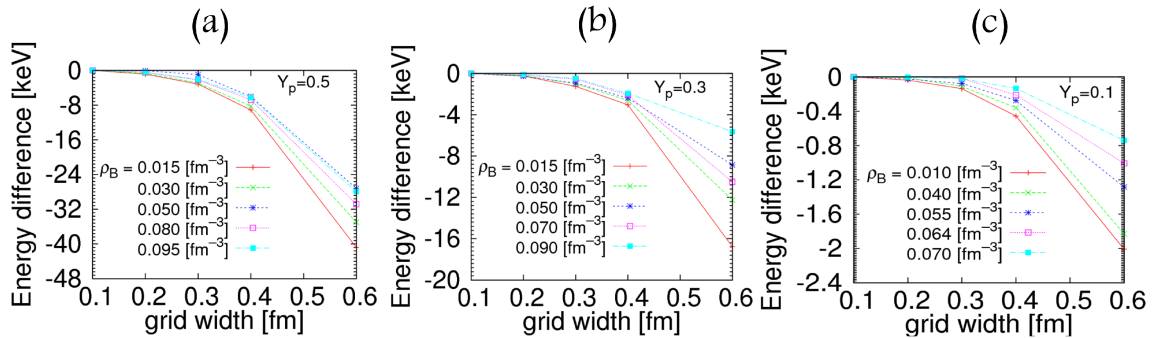 (a)
Energy difference [keV]
0
-8
-16
-24
-32
-40
-48
Yp=0.5
ρB = 0.015 [fm⁻³]
0.030 [fm⁻³]
0.050 [fm⁻³]
0.080 [fm⁻³]
0.095 [fm⁻³]
0.1 0.2 0.3 0.4 0.5 0.6
grid width [fm]
(b)
Energy difference [keV]
0
-4
-8
-12
-16
-20
Yp=0.3
ρB = 0.015 [fm⁻³]
0.030 [fm⁻³]
0.050 [fm⁻³]
0.070 [fm⁻³]
0.090 [fm⁻³]
0.1 0.2 0.3 0.4 0.5 0.6
grid width [fm]
(c)
Energy difference [keV]
0
-0.4
-0.8
-1.2
-1.6
-2
-2.4
Yp=0.1
ρB = 0.010 [fm⁻³]
0.040 [fm⁻³]
0.055 [fm⁻³]
0.064 [fm⁻³]
0.070 [fm⁻³]
0.1 0.2 0.3 0.4 0.5 0.6
grid width [fm]